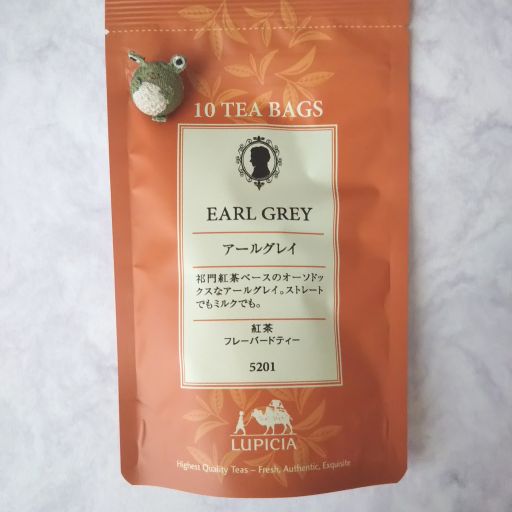 10 TEA BAGS
EARL GREY
アールグレイ
祁門紅茶ベースのオーソドッ
クスなアールグレイ。ストレート
でもミルクでも。
紅茶
フレーバードティー
5201
LUPICIA
Highest Quality Teas – Fresh, Authentic, Exquisite